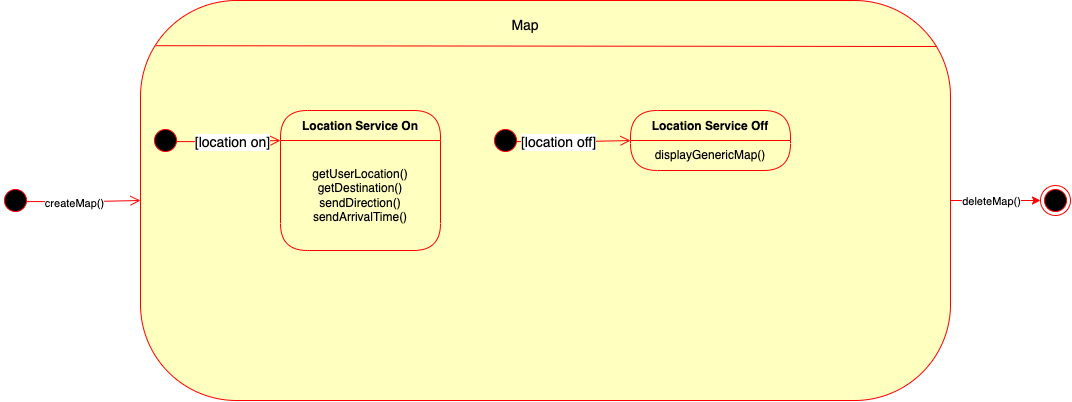 Map
Location Service On
Location Service Off
[location on]
[location off]
displayGenericMap()
getUserLocation()
getDestination()
sendDirection()
sendArrivalTime()
createMap()
deleteMap()